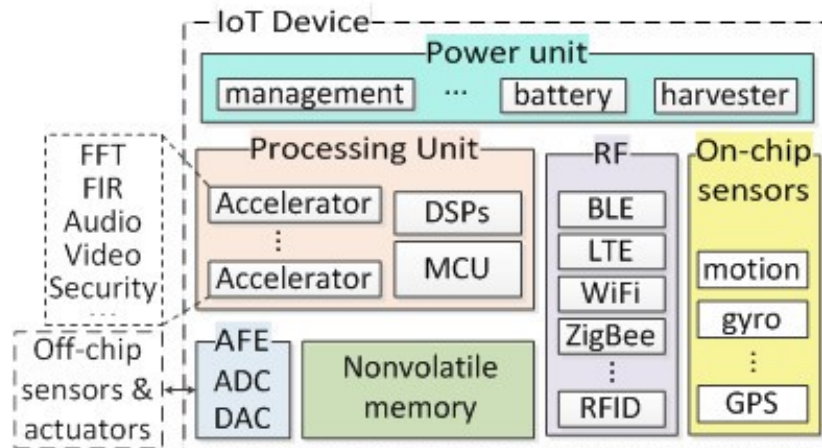 IoT Device
Power unit
management
...
battery
harvester
FFT
FIR
Audio
Video
Security
...
Processing Unit
Accelerator
Accelerator
DSPs
MCU
RF
BLE
LTE
WiFi
ZigBee
RFID
On-chip
sensors
motion
gyro
GPS
Off-chip
sensors &
actuators
AFE
ADC
DAC
Nonvolatile
memory